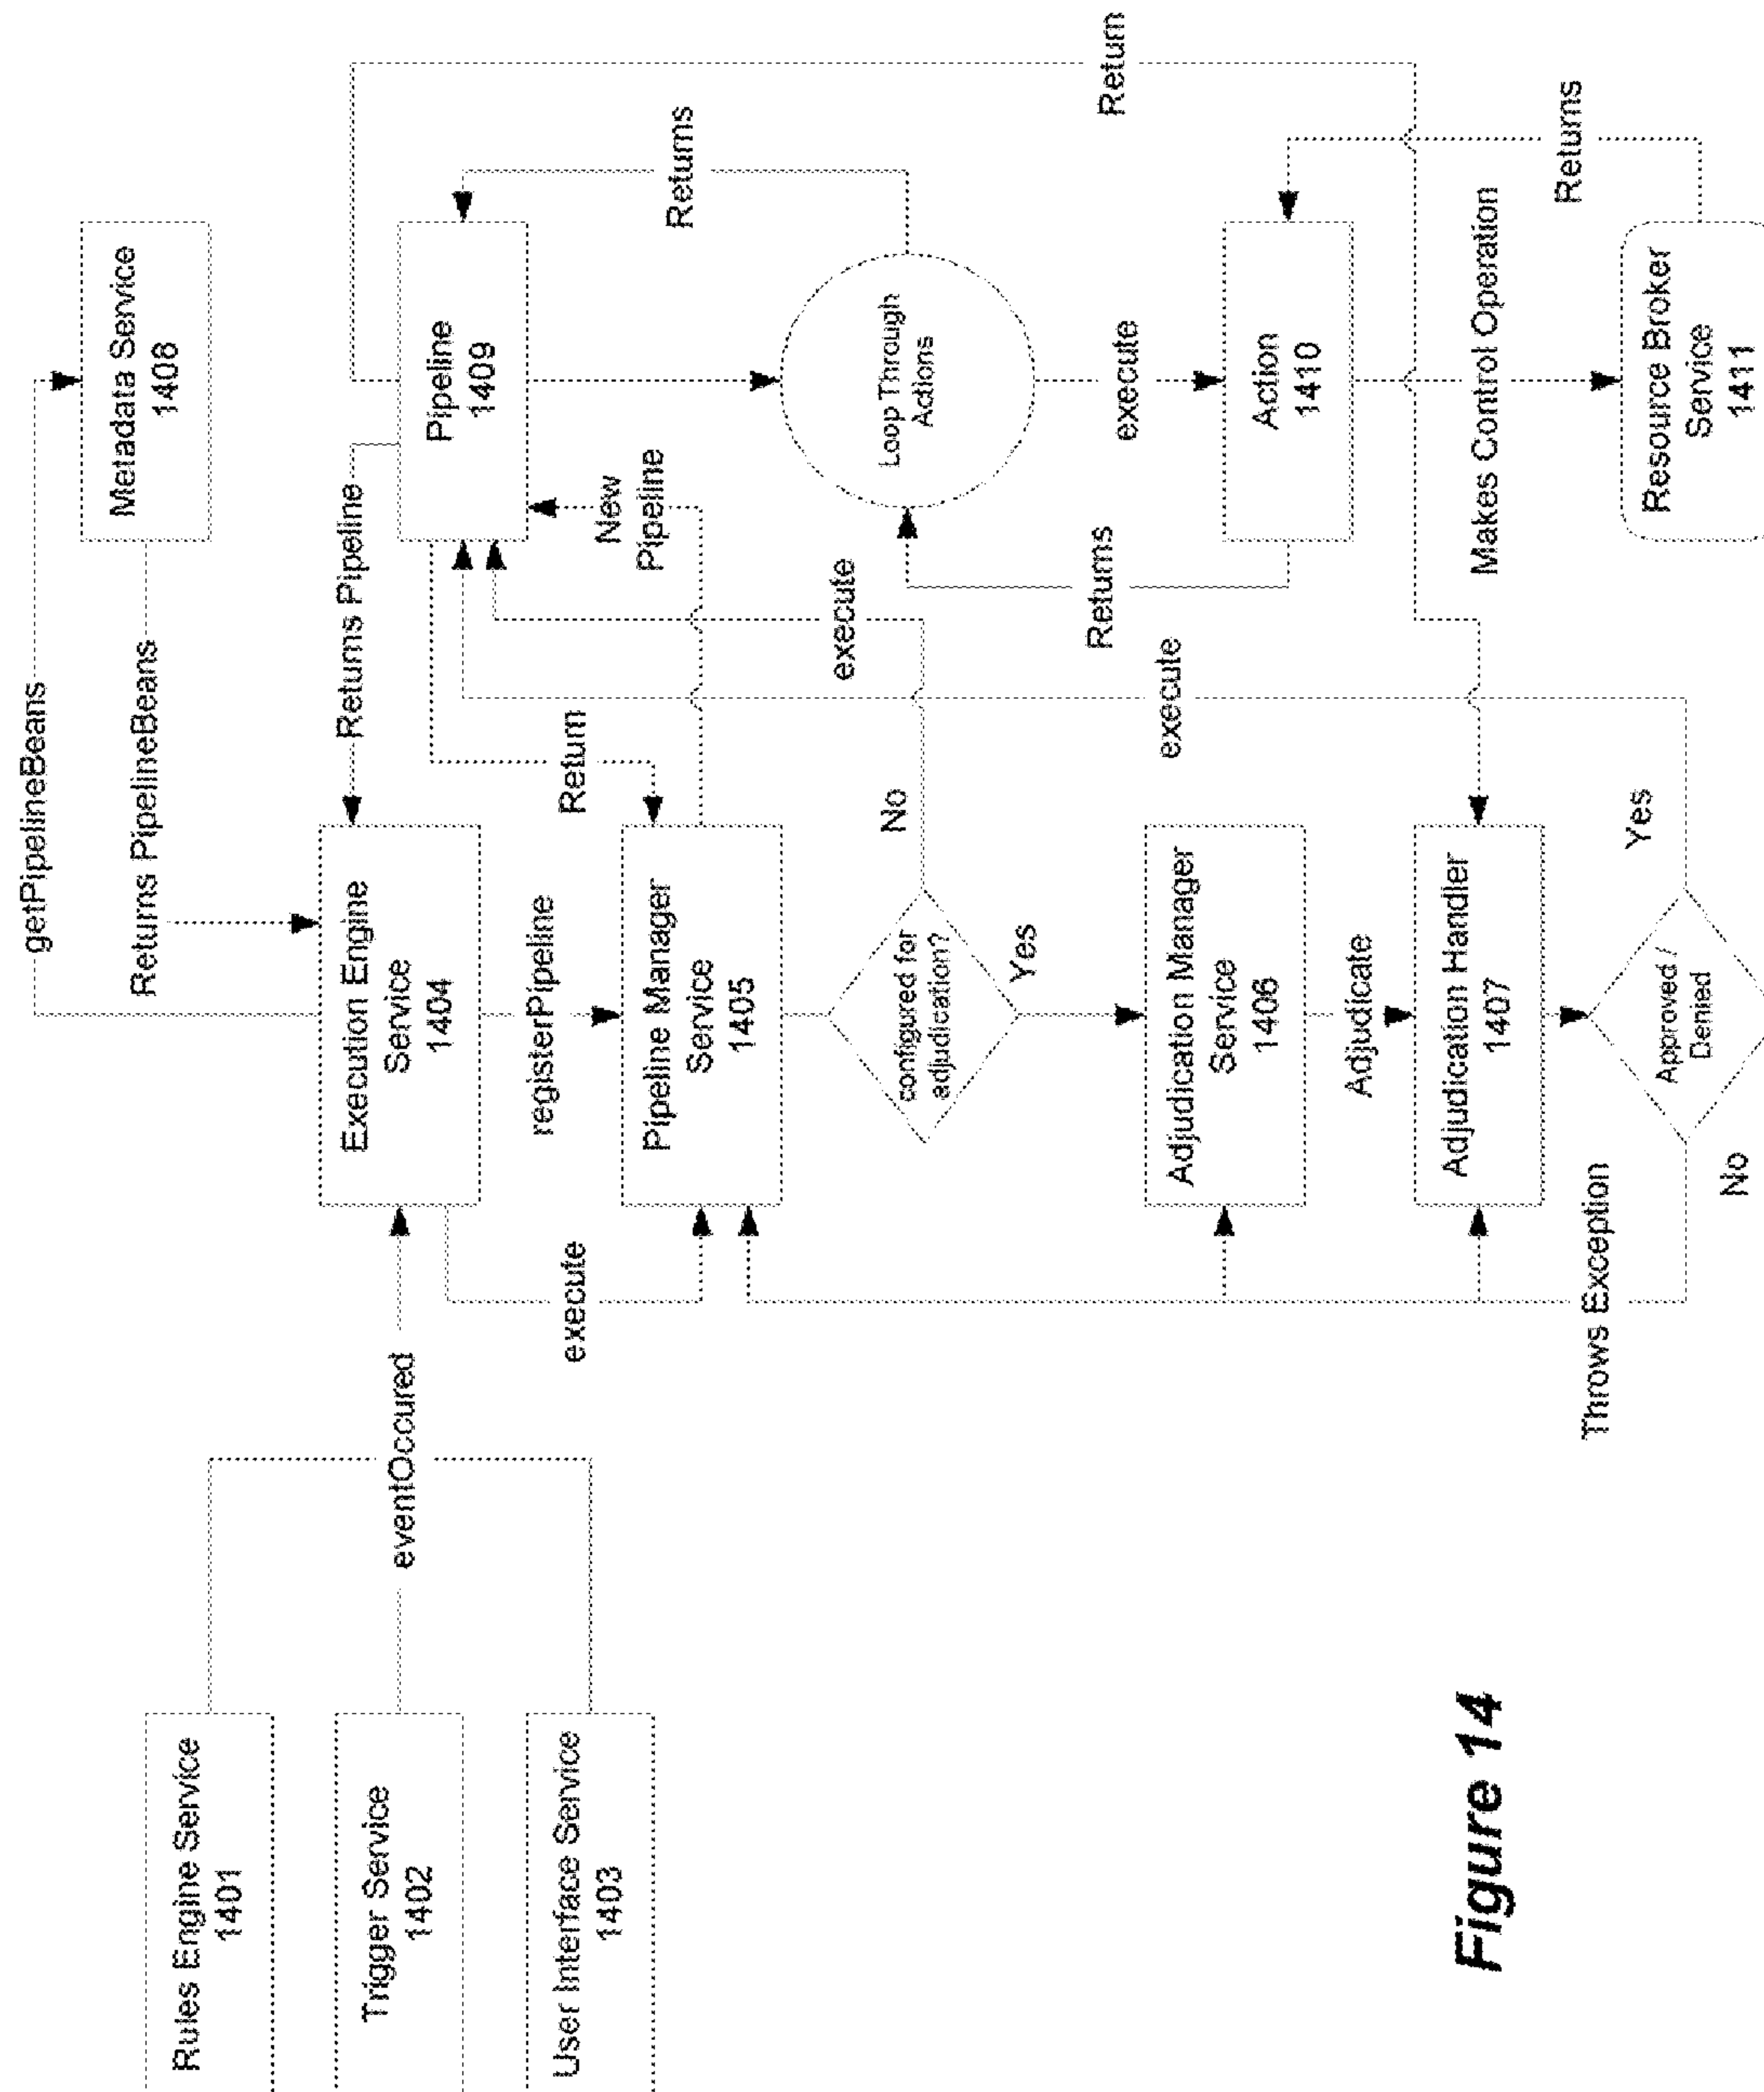 Rules Engine Service
1401
Trigger Service
1402
User Interface Service
1403
eventOccured
getPipelineBeans
Returns PipelineBeans
Metadata Service
1408
Execution Engine
Service
1404
Returns Pipeline
execute
registerPipeline
Return
Pipeline Manager
Service
1405
New
Pipeline
Pipeline
1409
Returns
Return
configured for
adjudication?
No
Yes
execute
Loop Through
Actions
execute
Adjudication Manager
Service
1406
Adjudicate
execute
Returns
Action
1410
Adjudication Handler
1407
Makes Control Operation
Returns
Throws Exception
Approved /
Denied
No
Yes
Resource Broker
Service
1411
Figure 14